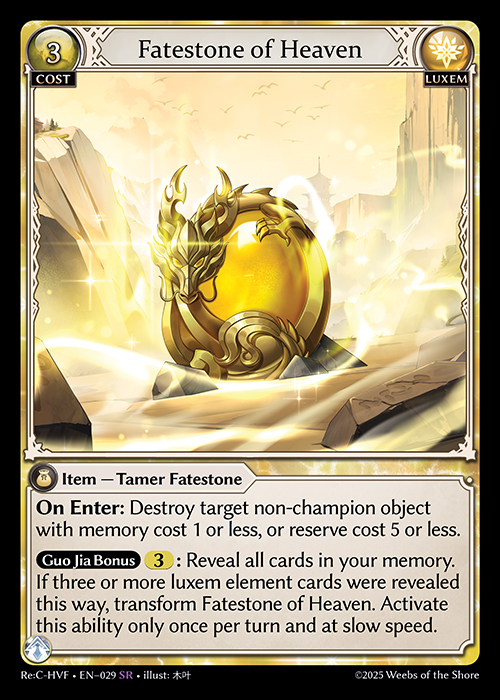 3
COST
Fatestone of Heaven
LUXEM
Item — Tamer Fatestone
On Enter: Destroy target non-champion object
with memory cost 1 or less, or reserve cost 5 or less.
Guo Jia Bonus 3 : Reveal all cards in your memory.
If three or more luxem element cards were revealed
this way, transform Fatestone of Heaven. Activate
this ability only once per turn and at slow speed.
Re:C-HVF • EN-029 SR • illust: 木叶
©2025 Weebs of the Shore